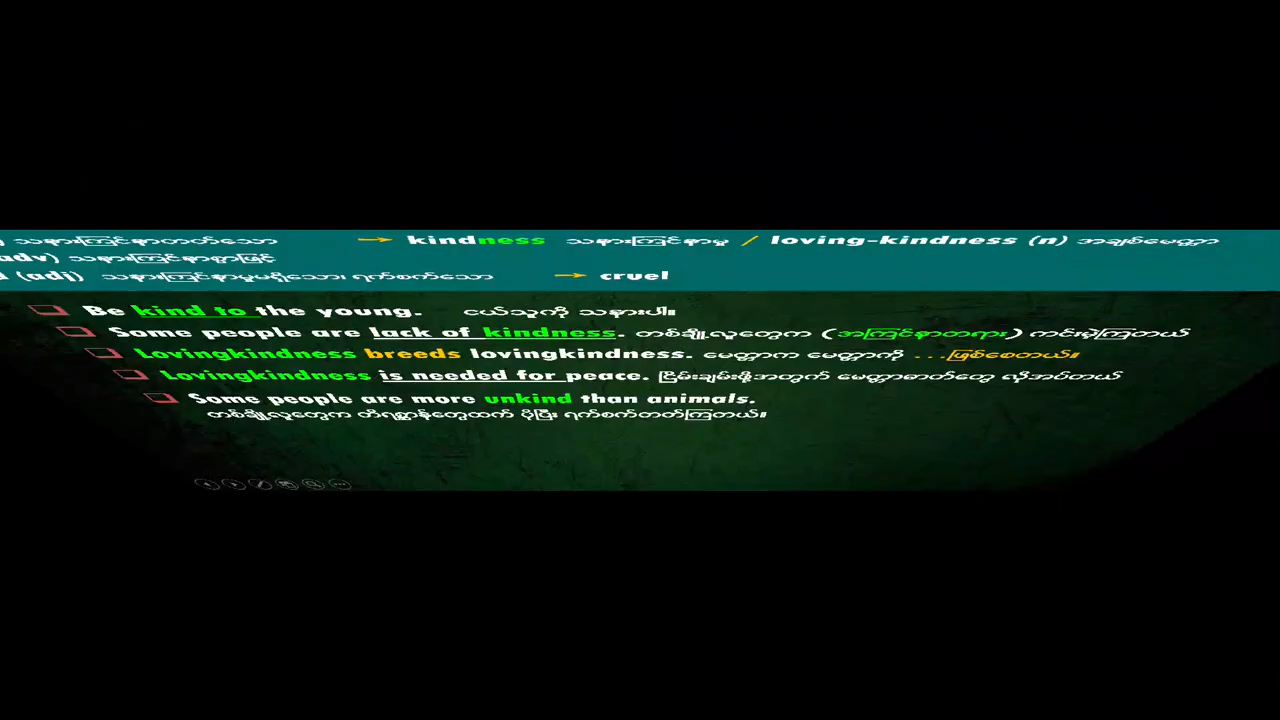 သနားကြင်နာတတ်သော → kindness သနားကြင်နာမှု / loving-kindness (n) အချစ်မေတ္တာ
adv) သနားကြင်နာစွာဖြင့်
(adj) သနားကြင်နာမှုမရှိသော၊ ရက်စက်သော → cruel
Be kind to the young. ငယ်သူကို သနားပါ။
Some people are lack of kindness. တစ်ချို့လူတွေက (အကြင်နာတရား) ကင်းမဲ့ကြတယ်
Lovingkindness breeds lovingkindness. မေတ္တာက မေတ္တာကို ...ဖြစ်စေတယ်။
Lovingkindness is needed for peace. ငြိမ်းချမ်းဖို့အတွက် မေတ္တာဓာတ်တွေ လိုအပ်တယ်
Some people are more unkind than animals.
တစ်ချို့လူတွေက တိရစ္ဆာန်တွေထက် ပိုပြီး ရက်စက်တတ်ကြတယ်။